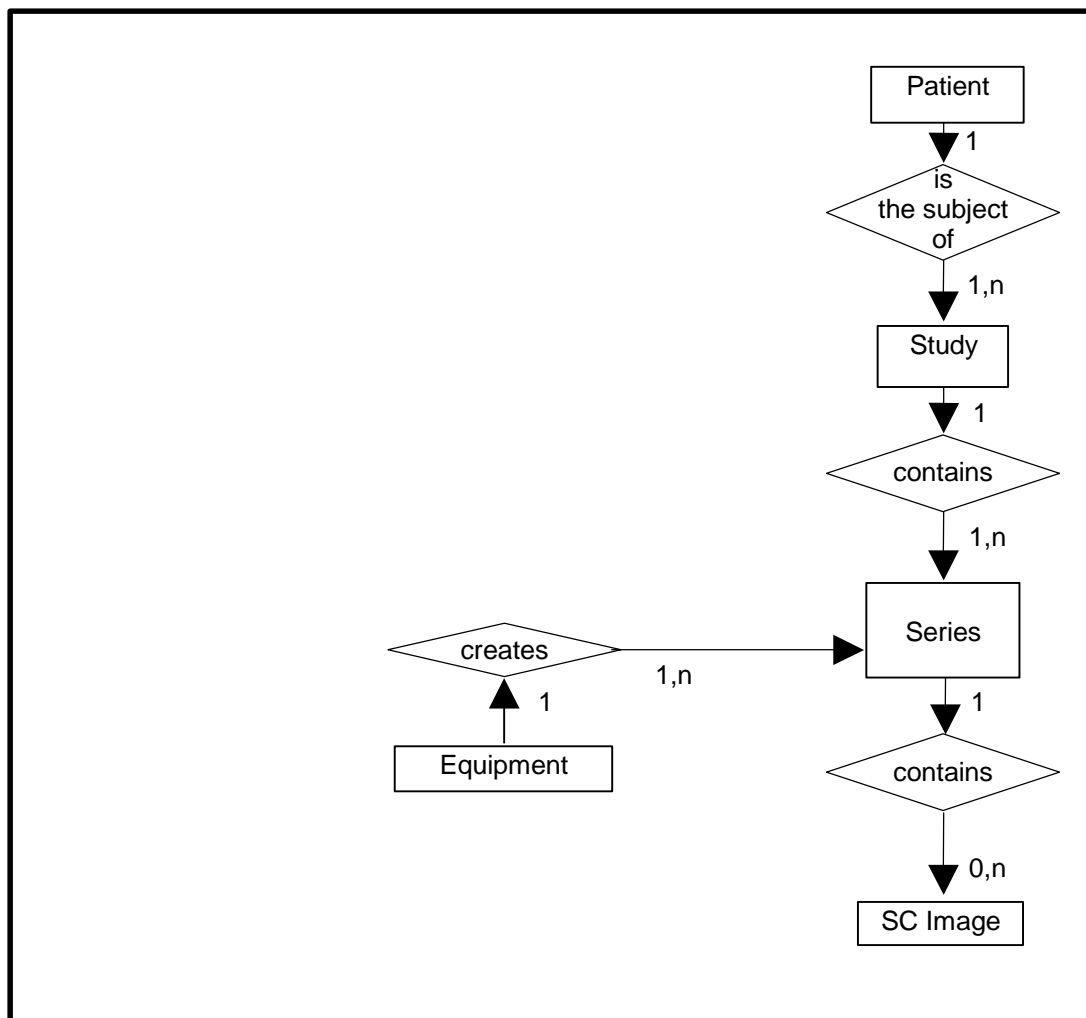 Patient
1
is
the subject
of
1,n
Study
1
contains
1,n
Series
creates
1,n
1
1
Equipment
contains
0,n
SC Image